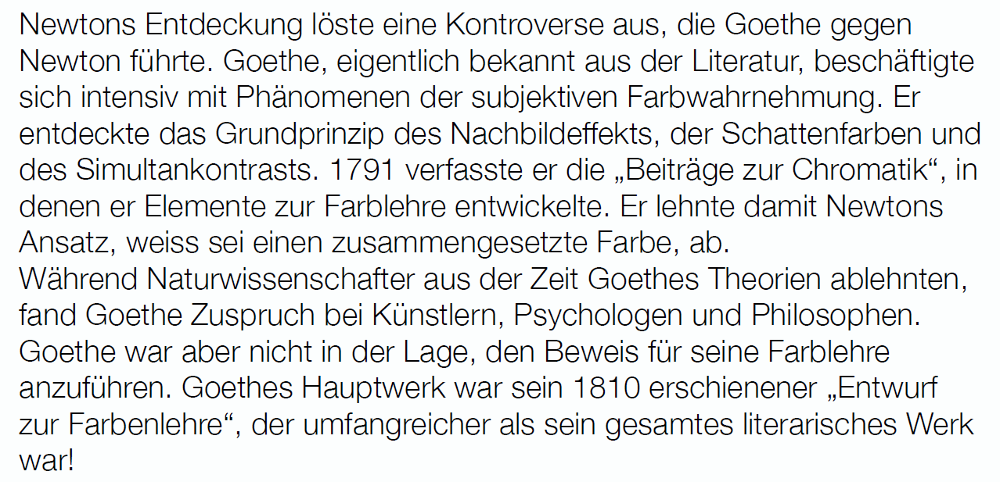 Newtons Entdeckung löste eine Kontroverse aus, die Goethe gegen
Newton führte. Goethe, eigentlich bekannt aus der Literatur, beschäftigte
sich intensiv mit Phänomenen der subjektiven Farbwahrnehmung. Er
entdeckte das Grundprinzip des Nachbildeffekts, der Schattenfarben und
des Simultankontrasts. 1791 verfasste er die „Beiträge zur Chromatik“, in
denen er Elemente zur Farblehre entwickelte. Er lehnte damit Newtons
Ansatz, weiss sei einen zusammengesetzte Farbe, ab.
Während Naturwissenschafter aus der Zeit Goethes Theorien ablehnten,
fand Goethe Zuspruch bei Künstlern, Psychologen und Philosophen.
Goethe war aber nicht in der Lage, den Beweis für seine Farblehre
anzuführen. Goethes Hauptwerk war sein 1810 erschienener „Entwurf
zur Farbenlehre“, der umfangreicher als sein gesamtes literarisches Werk
war!